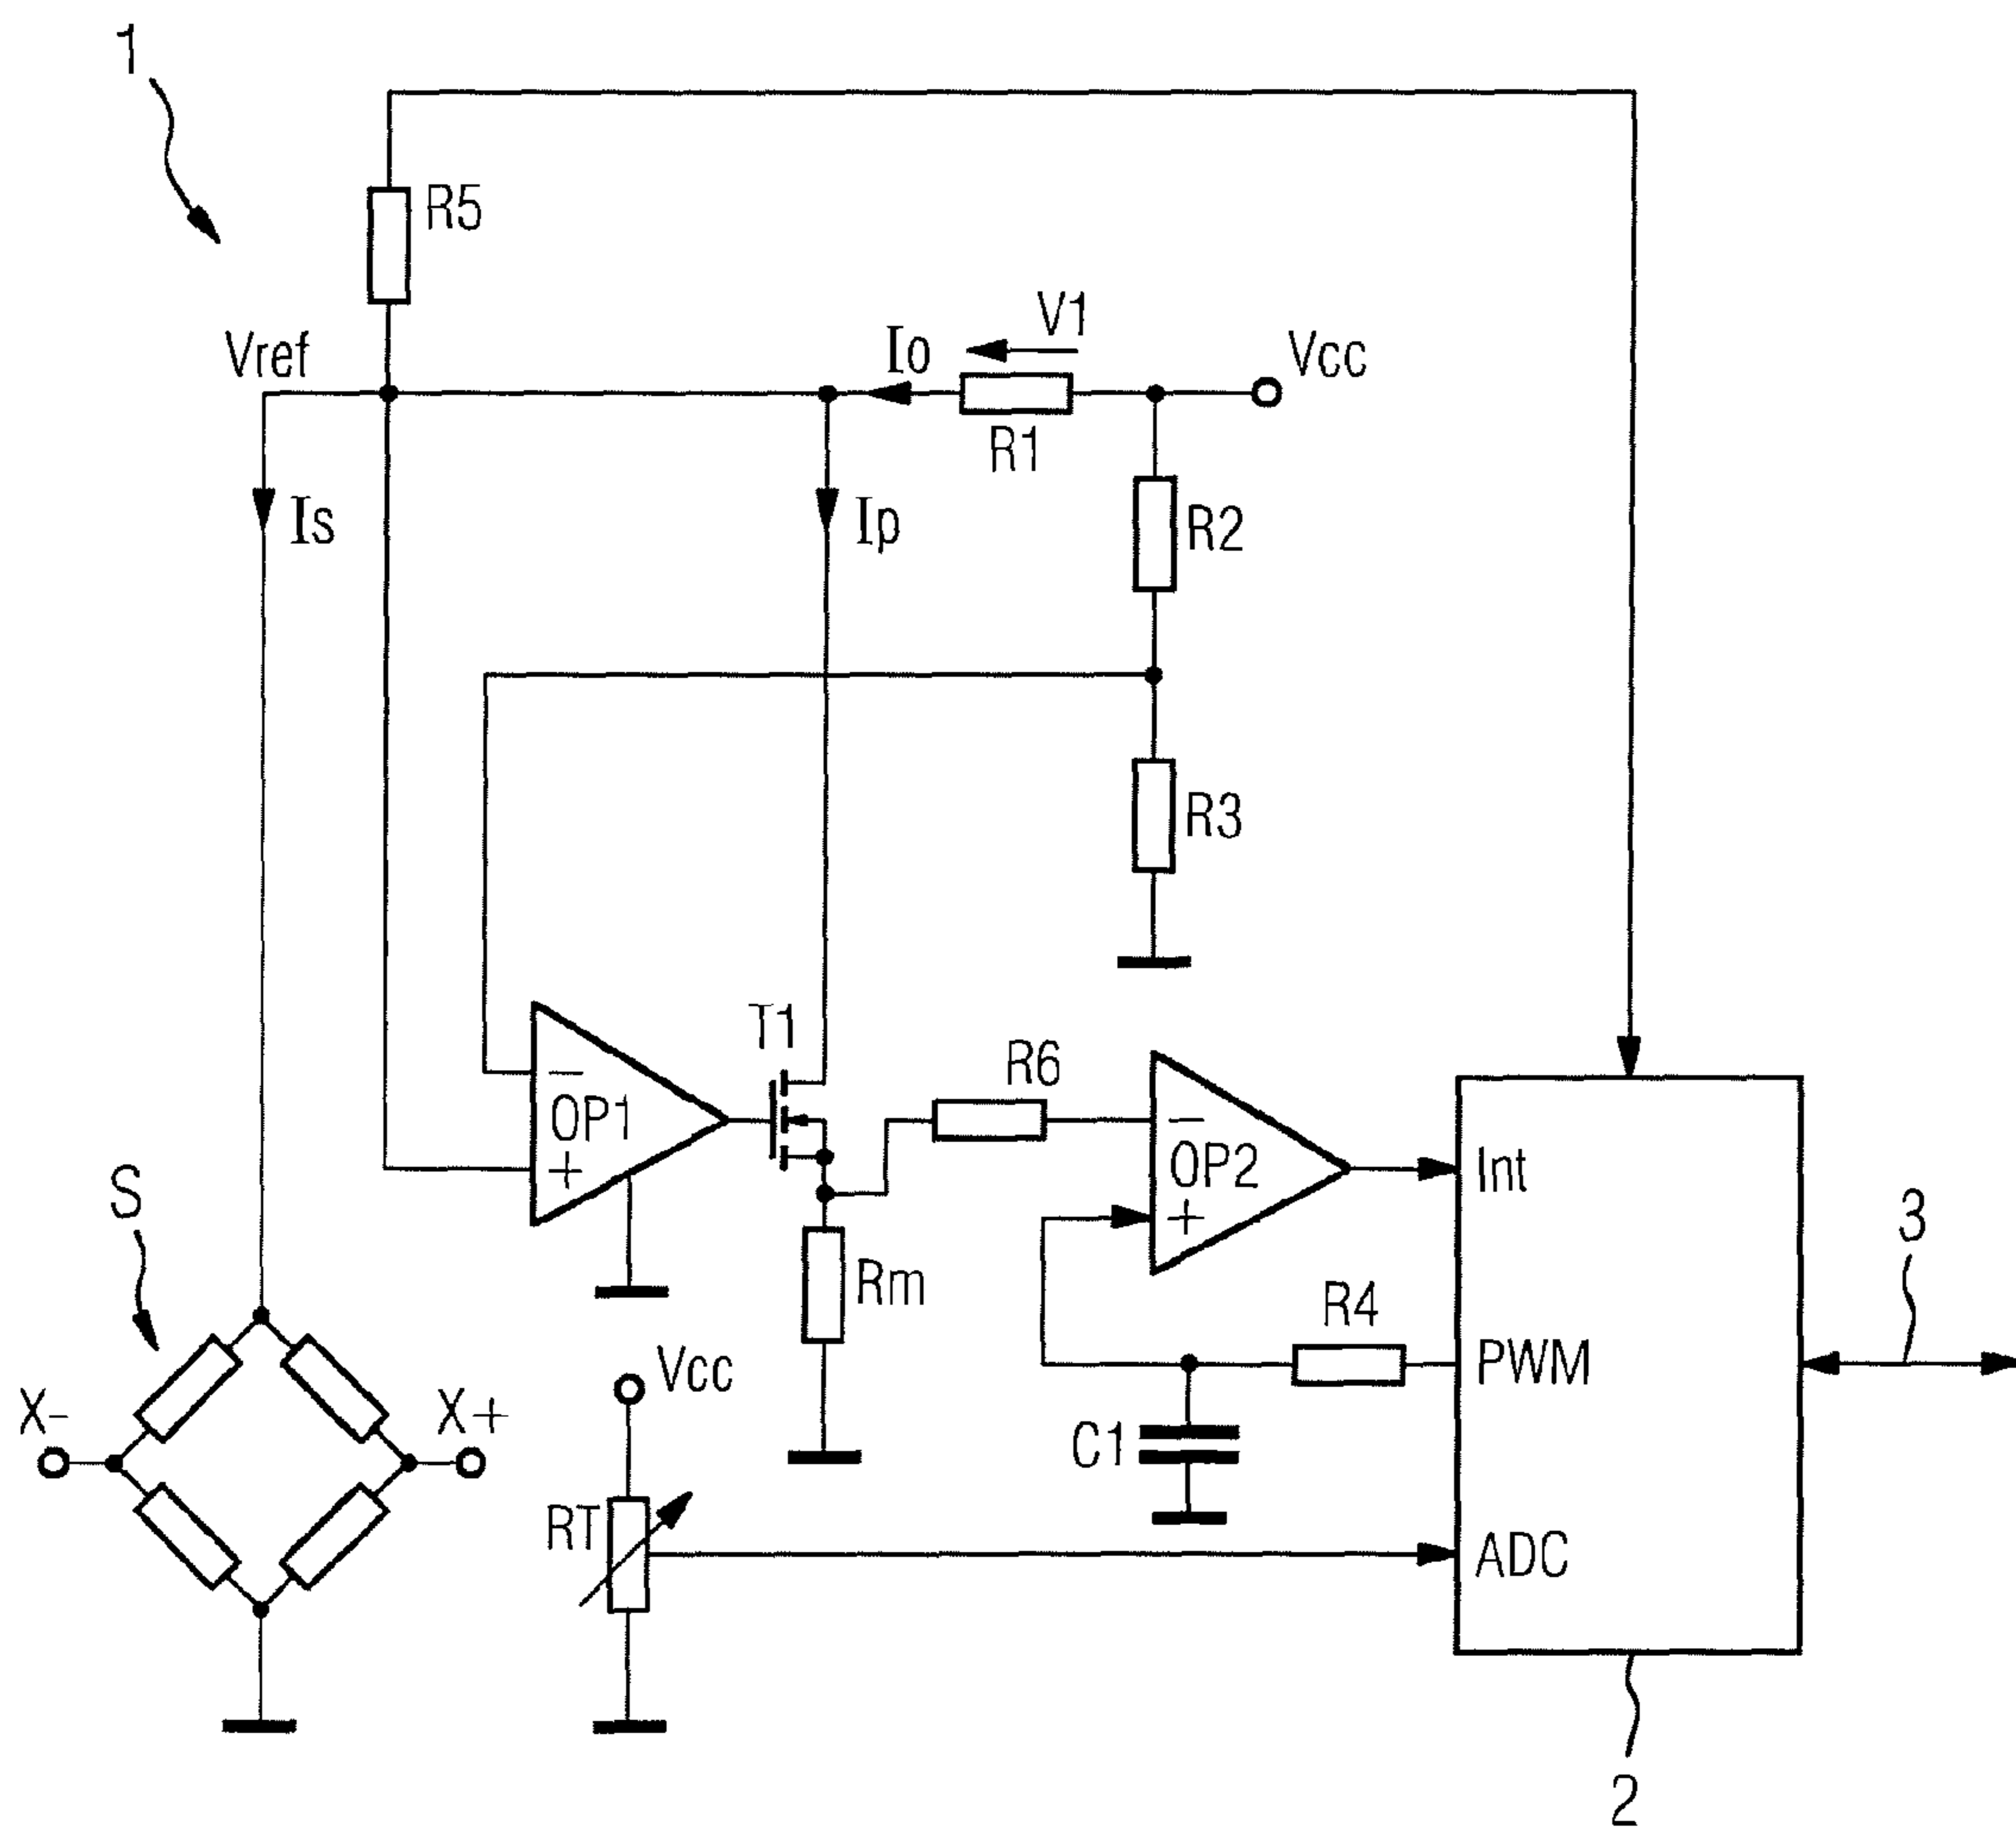 1
R5
V1
Vref
Io
Vcc
R1
Is
Ip
R2
R3
T1
R6
−
OP1
+
−
OP2
+
Int
S
3
Rm
R4
Vcc
PWM
X−
X+
C1
RT
ADC
2